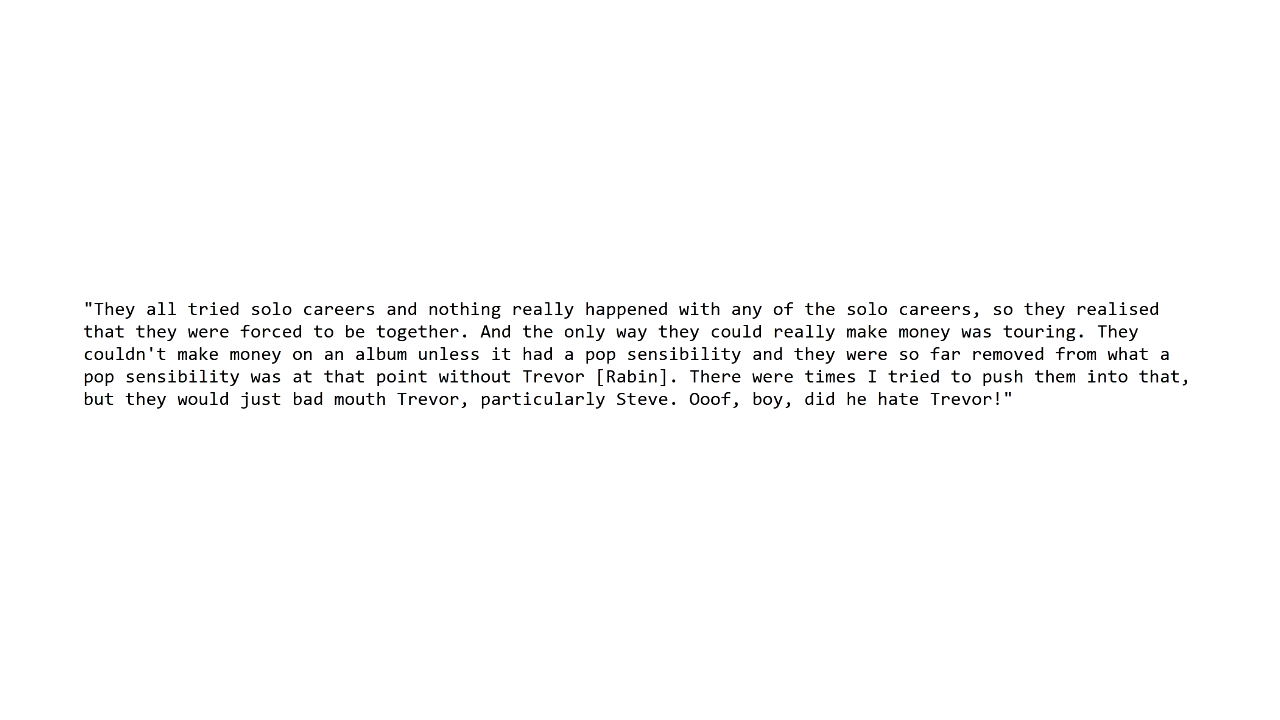 "They all tried solo careers and nothing really happened with any of the solo careers, so they realised
that they were forced to be together. And the only way they could really make money was touring. They
couldn't make money on an album unless it had a pop sensibility and they were so far removed from what a
pop sensibility was at that point without Trevor [Rabin]. There were times I tried to push them into that,
but they would just bad mouth Trevor, particularly Steve. Ooof, boy, did he hate Trevor!"